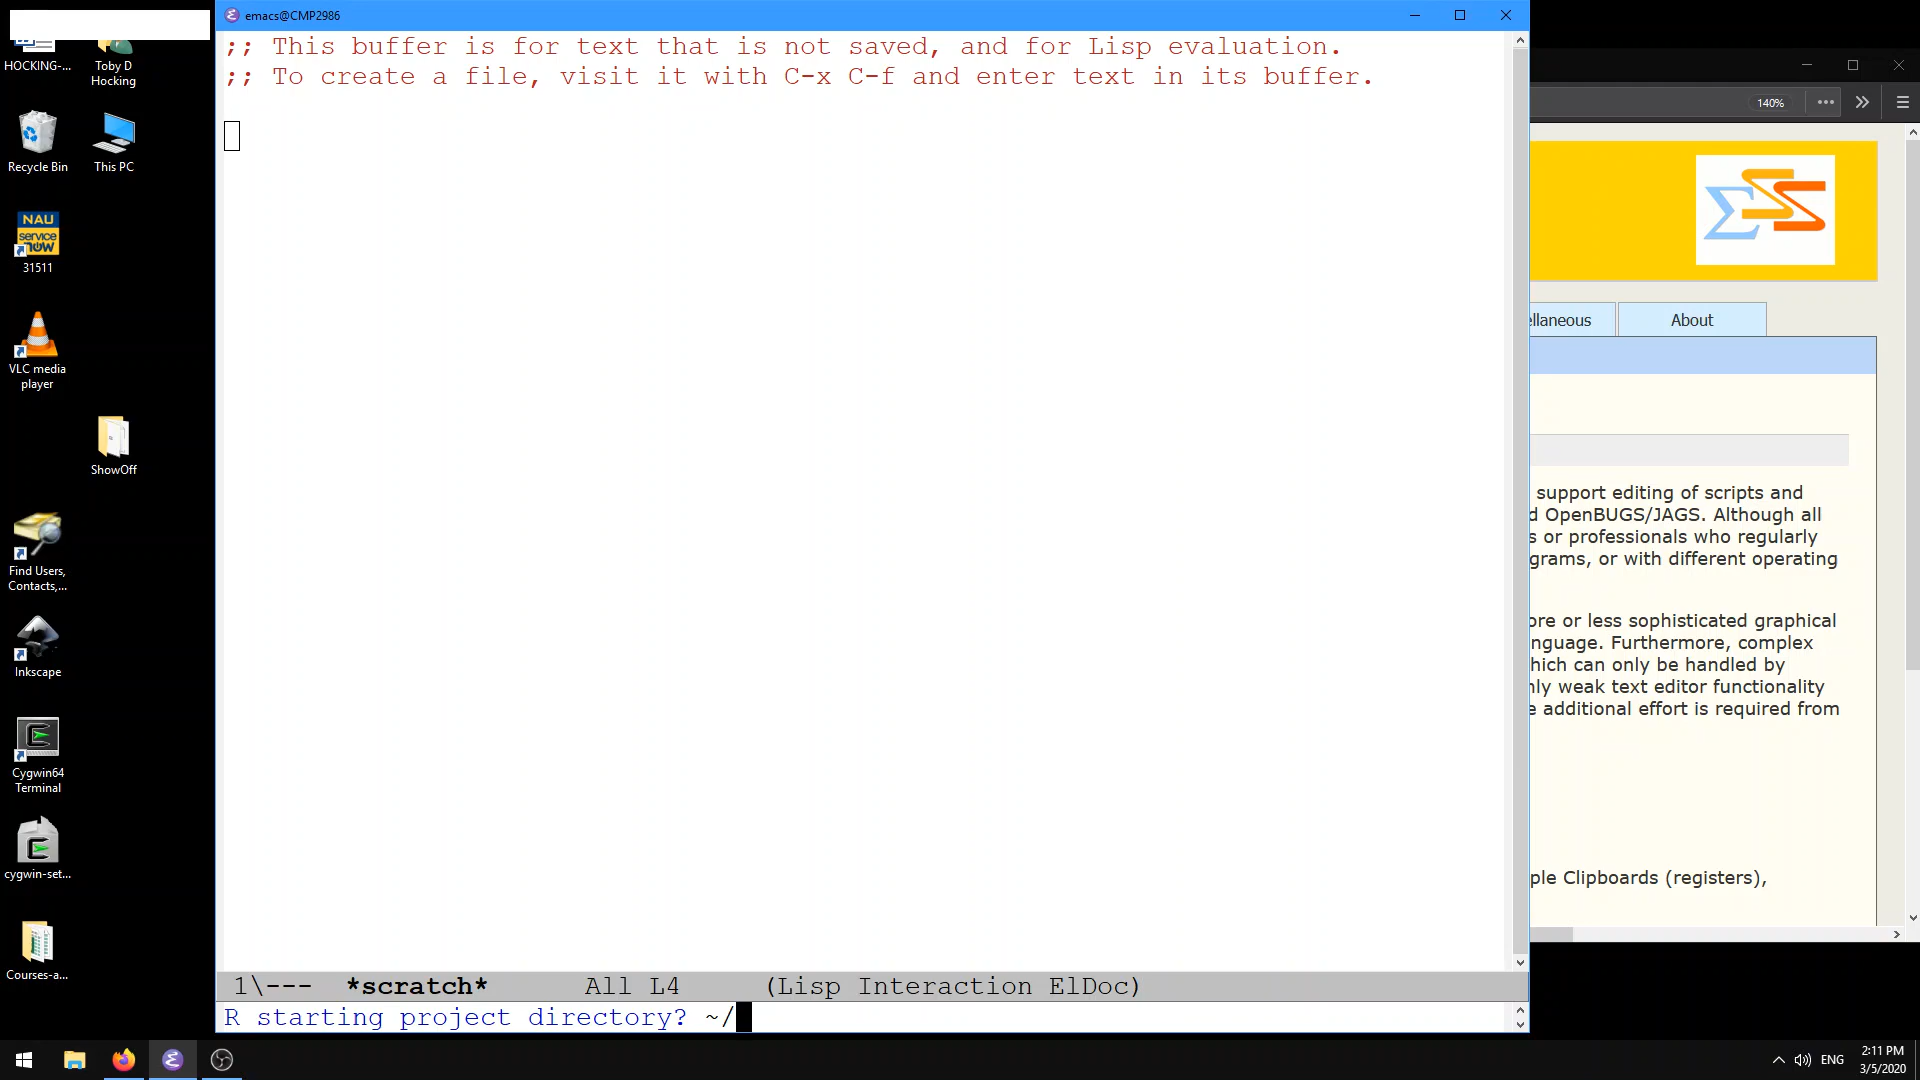 emacs@CMP2986
;; This buffer is for text that is not saved, and for Lisp evaluation.
;; To create a file, visit it with C-x C-f and enter text in its buffer.
1\--- *scratch* All L4 (Lisp Interaction ElDoc)
R starting project directory? ~/
HOCKING-...
Toby D
Hocking
Recycle Bin
This PC
NAU
service
now
31511
VLC media
player
ShowOff
Find Users,
Contacts,...
Inkscape
Cygwin64
Terminal
cygwin-set...
Courses-a...
140%
ESS
ellaneous
About
support editing of scripts and
d OpenBUGS/JAGS. Although all
s or professionals who regularly
grams, or with different operating
ore or less sophisticated graphical
nguage. Furthermore, complex
hich can only be handled by
nly weak text editor functionality
e additional effort is required from
ple Clipboards (registers),
ENG
2:11 PM
3/5/2020